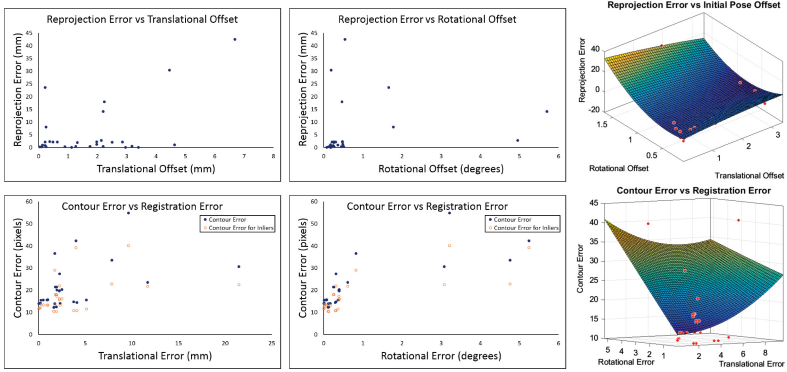 Reprojection Error vs Translational Offset
Reprojection Error (mm)
45
40
35
30
25
20
15
10
5
0
0 1 2 3 4 5 6 7 8
Translational Offset (mm)
Reprojection Error vs Rotational Offset
Reprojection Error (mm)
45
40
35
30
25
20
15
10
5
0
0 1 2 3 4 5 6
Rotational Offset (degrees)
Reprojection Error vs Initial Pose Offset
Reprojection Error
40
20
0
-20
1.5
1
0.5
Rotational Offset
1
2
3
Translational Offset
Contour Error vs Registration Error
Contour Error (pixels)
60
50
40
30
20
10
0
Contour Error
Contour Error for Inliers
0 5 10 15 20 25
Translational Error (mm)
Contour Error vs Registration Error
Contour Error (pixels)
60
50
40
30
20
10
0
Contour Error
Contour Error for Inliers
0 1 2 3 4 5 6
Rotational Error (degrees)
Contour Error vs Registration Error
Contour Error
45
40
35
30
25
20
15
10
5 4 3 2 1
Rotational Error
2 4 6 8
Translational Error